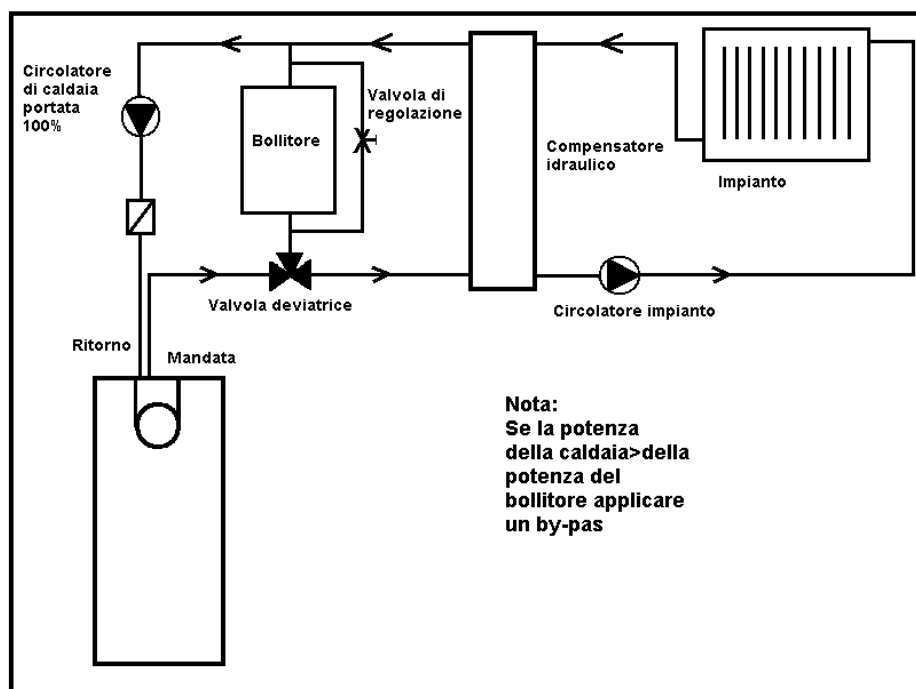 Circolatore
di caldaia
portata
100%
Bollitore
Valvola di
regolazione
Compensatore
idraulico
Impianto
Valvola deviatrice
Circolatore impianto
Ritorno
Mandata
Nota:
Se la potenza
della caldaia>della
potenza del
bollitore applicare
un by-pas